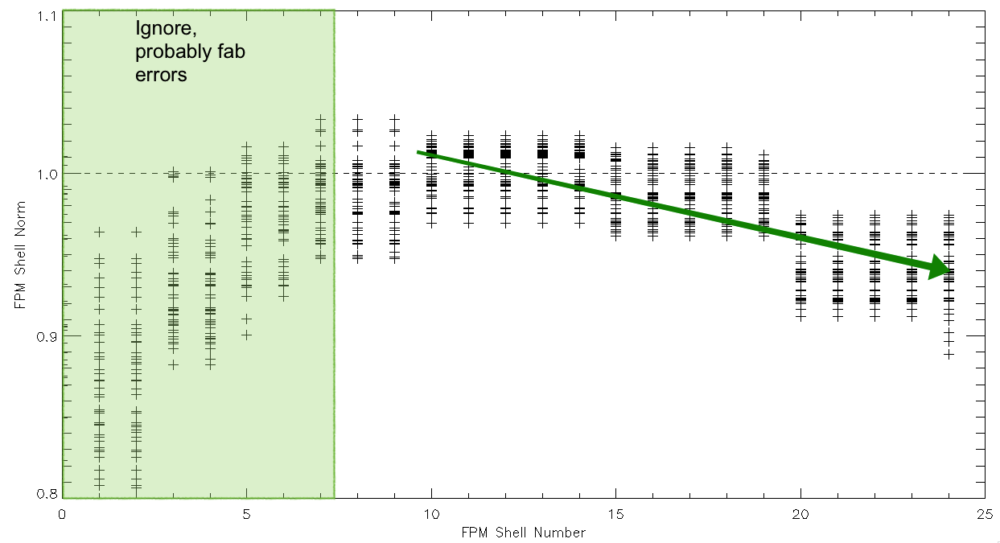 1.1
Ignore,
probably fab
errors
1.0
0.9
0.8
FPM Shell Norm
0 5 10 15 20 25
FPM Shell Number